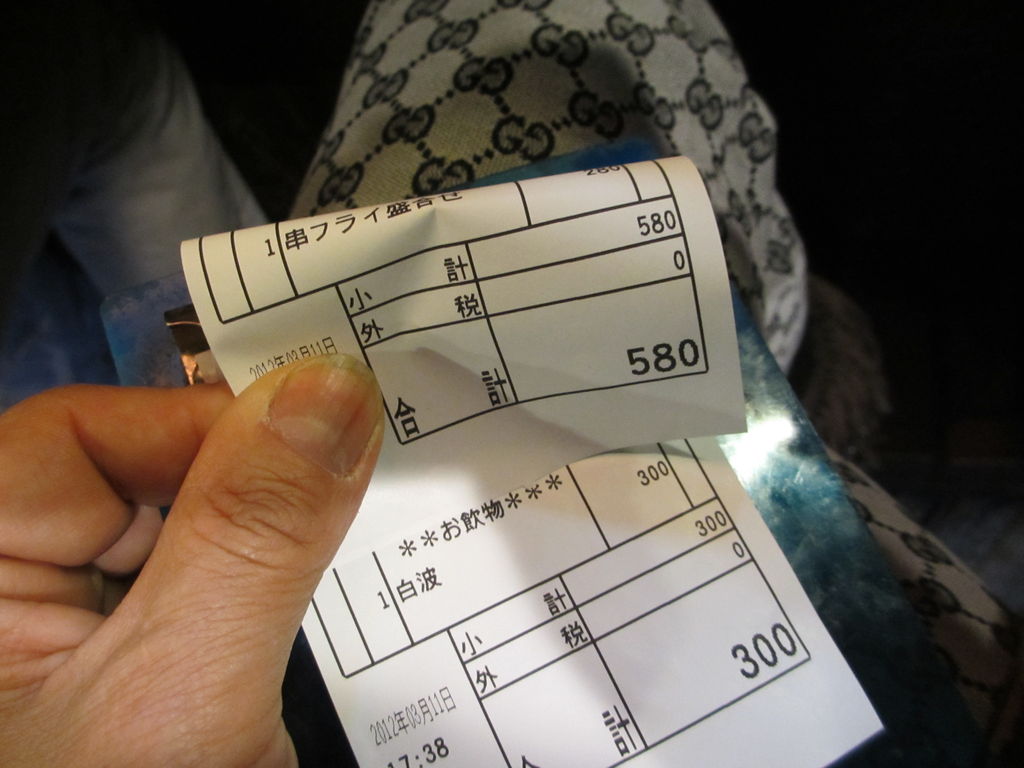 280
1 串フライ盛合せ
小計 580
外税 0
合計 580
2012年03月11日
300
**お飲物***
1 白波
小計 300
外税 0
計 300
2012年03月11日
17:38